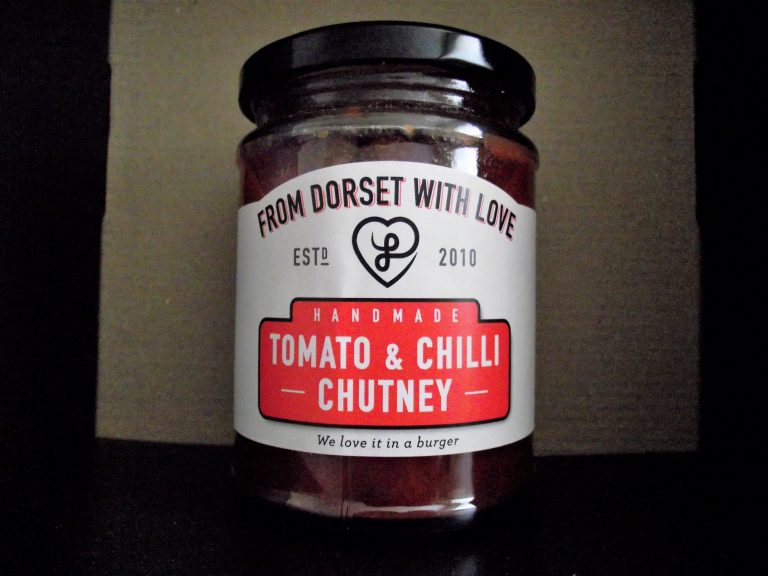 FROM DORSET WITH LOVE
ESTD 2010
HANDMADE
TOMATO & CHILLI
CHUTNEY
We love it in a burger